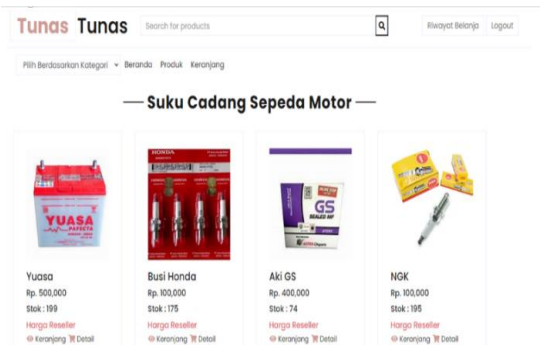 Tunas Tunas
Search for products
Riwayat Belanja Logout
Pilih Berdasarkan Kategori Beranda Produk Keranjang
Suku Cadang Sepeda Motor
YUASA
HONDA
GS
Yuasa
Rp. 500,000
Stok : 199
Harga Reseller
Keranjang Detail
Busi Honda
Rp. 100,000
Stok : 175
Harga Reseller
Keranjang Detail
Aki GS
Rp. 400,000
Stok : 74
Harga Reseller
Keranjang Detail
NGK
Rp. 100,000
Stok : 195
Harga Reseller
Keranjang Detail